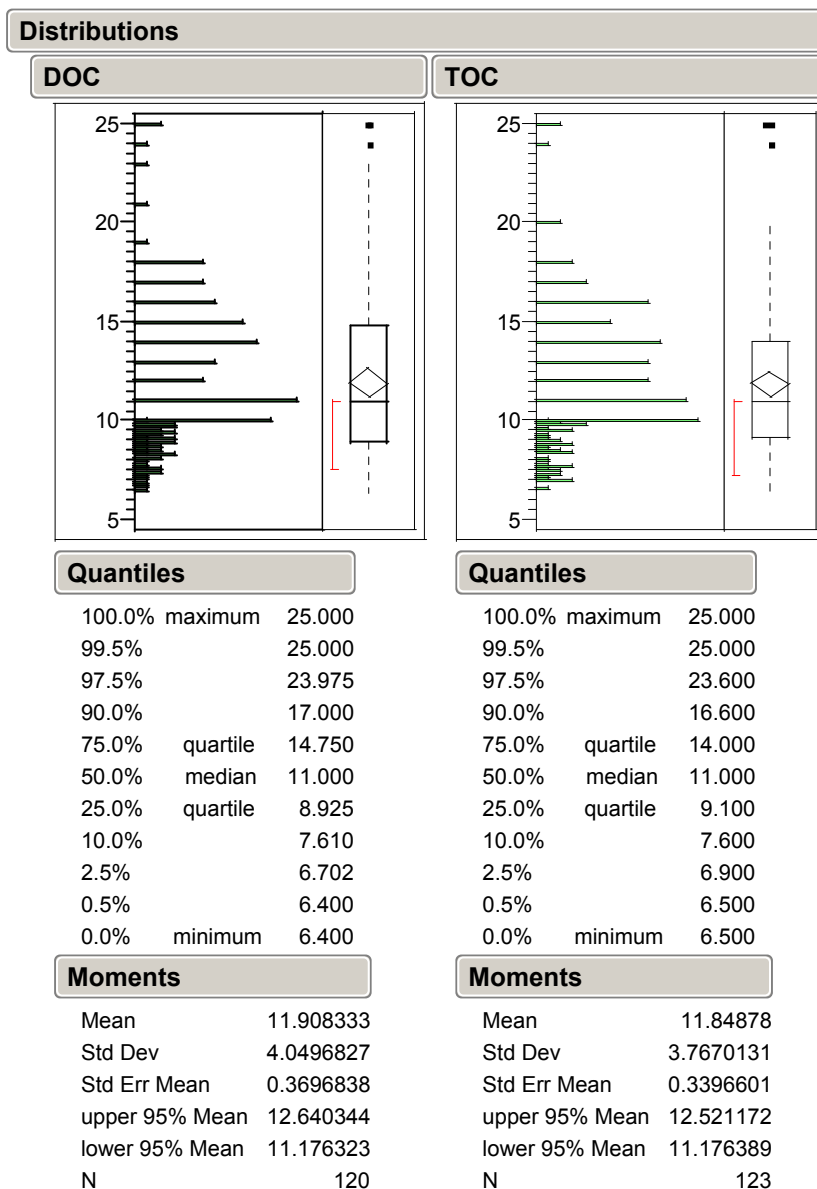 Distributions
DOC
25
20
15
10
5
Quantiles
100.0% maximum 25.000
99.5% 25.000
97.5% 23.975
90.0% 17.000
75.0% quartile 14.750
50.0% median 11.000
25.0% quartile 8.925
10.0% 7.610
2.5% 6.702
0.5% 6.400
0.0% minimum 6.400
Moments
Mean 11.908333
Std Dev 4.0496827
Std Err Mean 0.3696838
upper 95% Mean 12.640344
lower 95% Mean 11.176323
N 120
TOC
25
20
15
10
5
Quantiles
100.0% maximum 25.000
99.5% 25.000
97.5% 23.600
90.0% 16.600
75.0% quartile 14.000
50.0% median 11.000
25.0% quartile 9.100
10.0% 7.600
2.5% 6.900
0.5% 6.500
0.0% minimum 6.500
Moments
Mean 11.84878
Std Dev 3.7670131
Std Err Mean 0.3396601
upper 95% Mean 12.521172
lower 95% Mean 11.176389
N 123